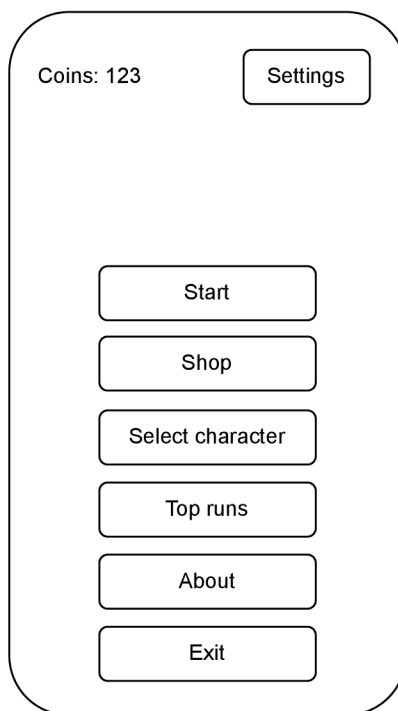 Coins: 123
Settings
Start
Shop
Select character
Top runs
About
Exit